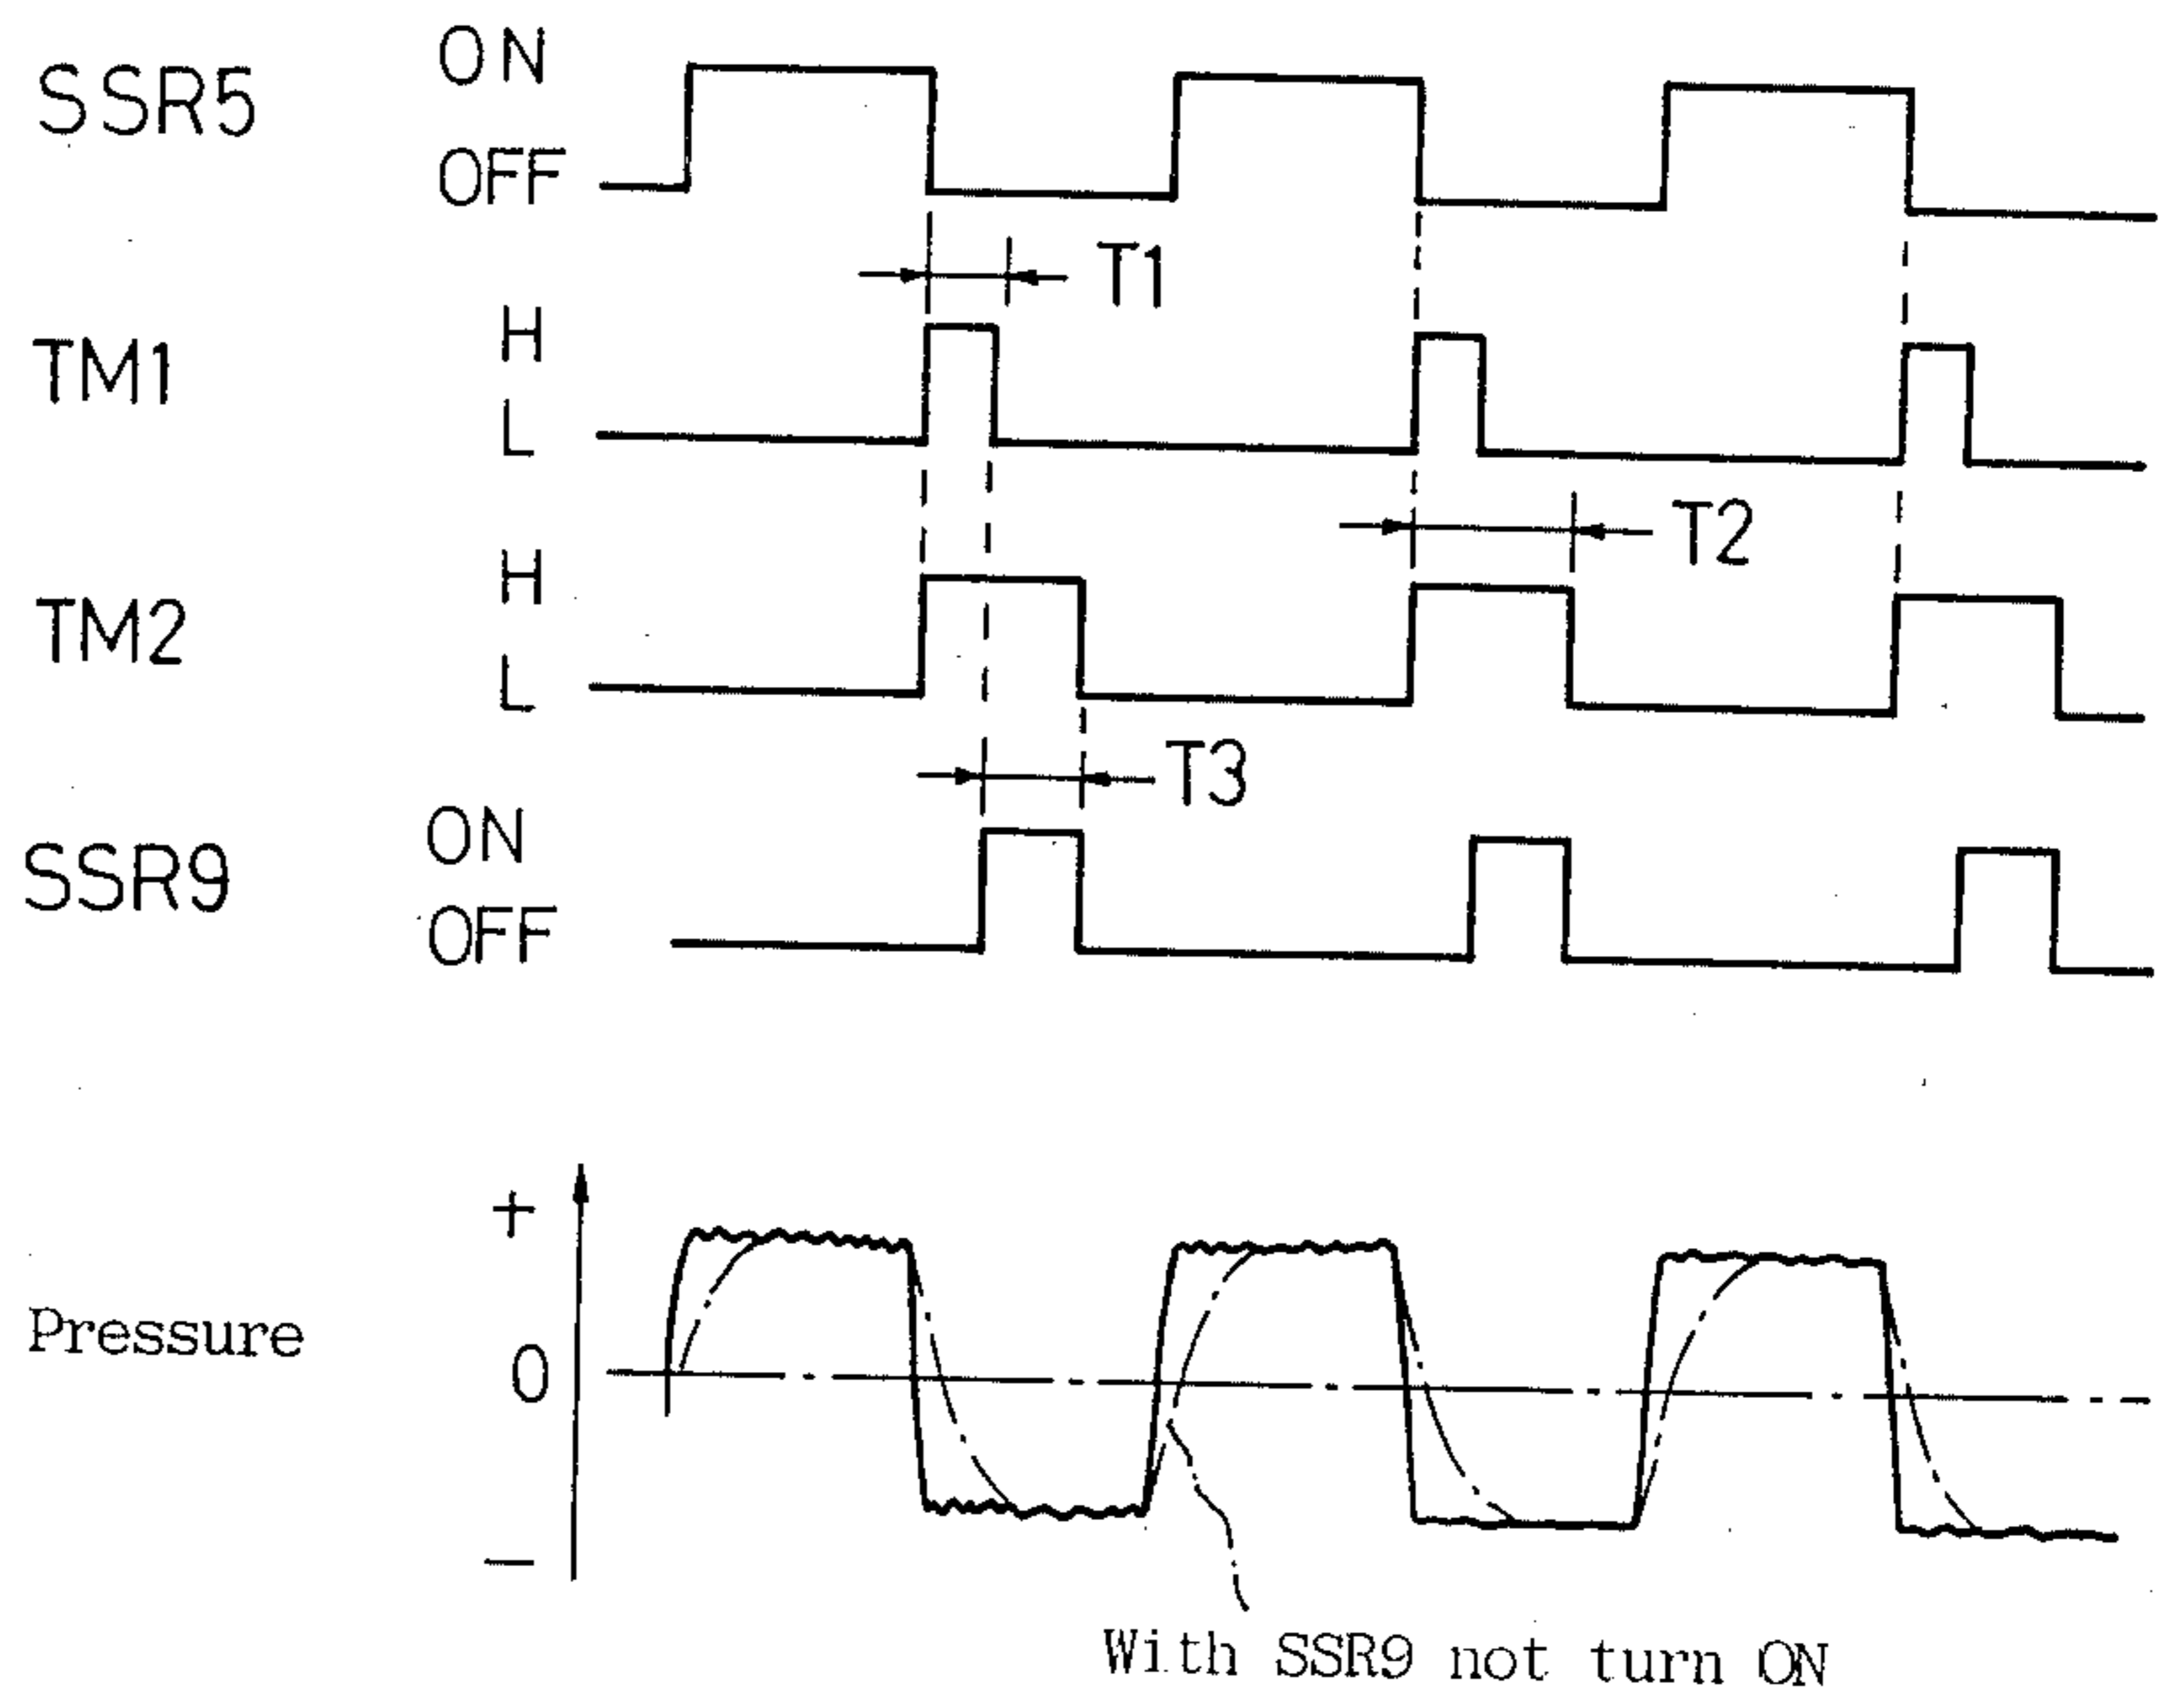 SSR5 ON
OFF
T1
TM1 H
L
T2
TM2 H
L
T3
SSR9 ON
OFF
+
Pressure 0
−
With SSR9 not turn ON